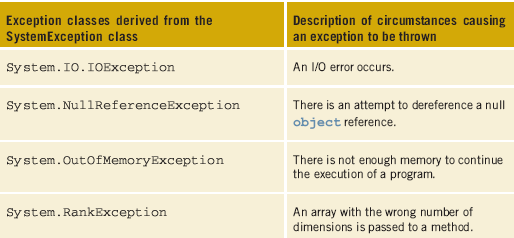 Exception classes derived from the
SystemException class
Description of circumstances causing
an exception to be thrown
System.IO.IOException
An I/O error occurs.
System.NullReferenceException
There is an attempt to dereference a null
object reference.
System.OutOfMemoryException
There is not enough memory to continue
the execution of a program.
System.RankException
An array with the wrong number of
dimensions is passed to a method.